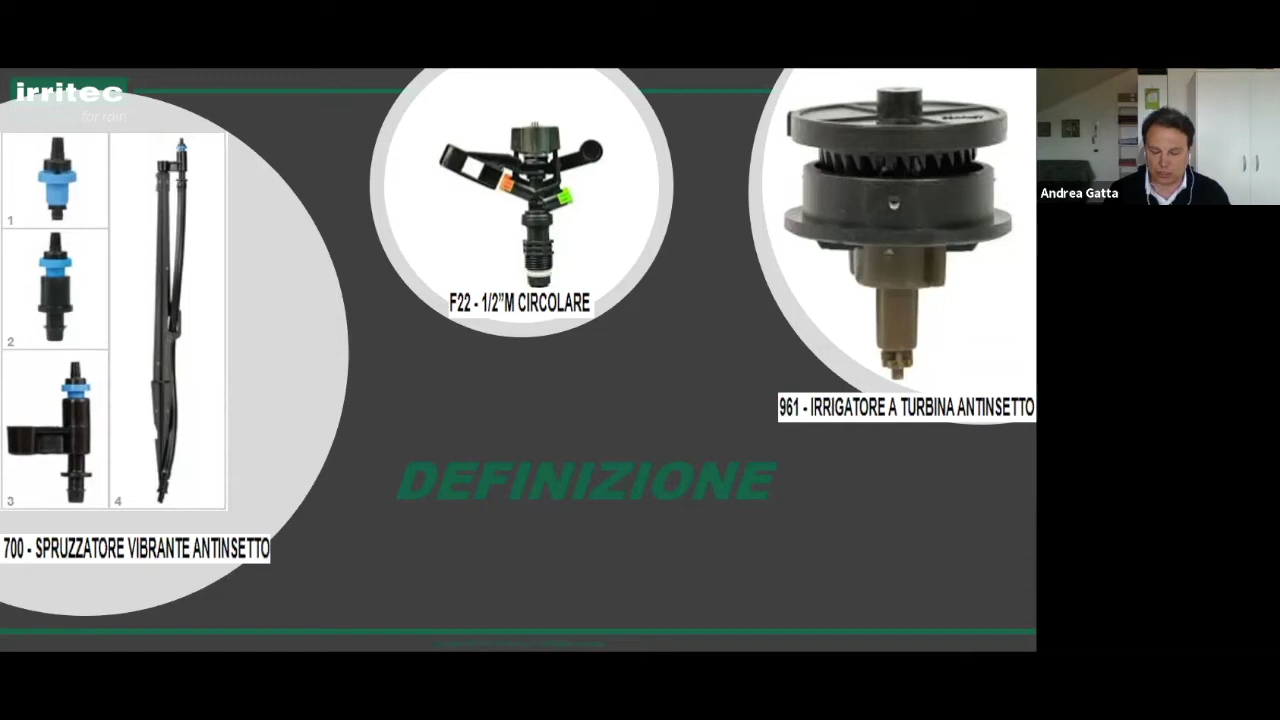 irritec
for rain
1
2
3
4
700 - SPRUZZATORE VIBRANTE ANTINSETTO
F22 - 1/2”M CIRCOLARE
961 - IRRIGATORE A TURBINA ANTINSETTO
DEFINIZIONE
Andrea Gatta